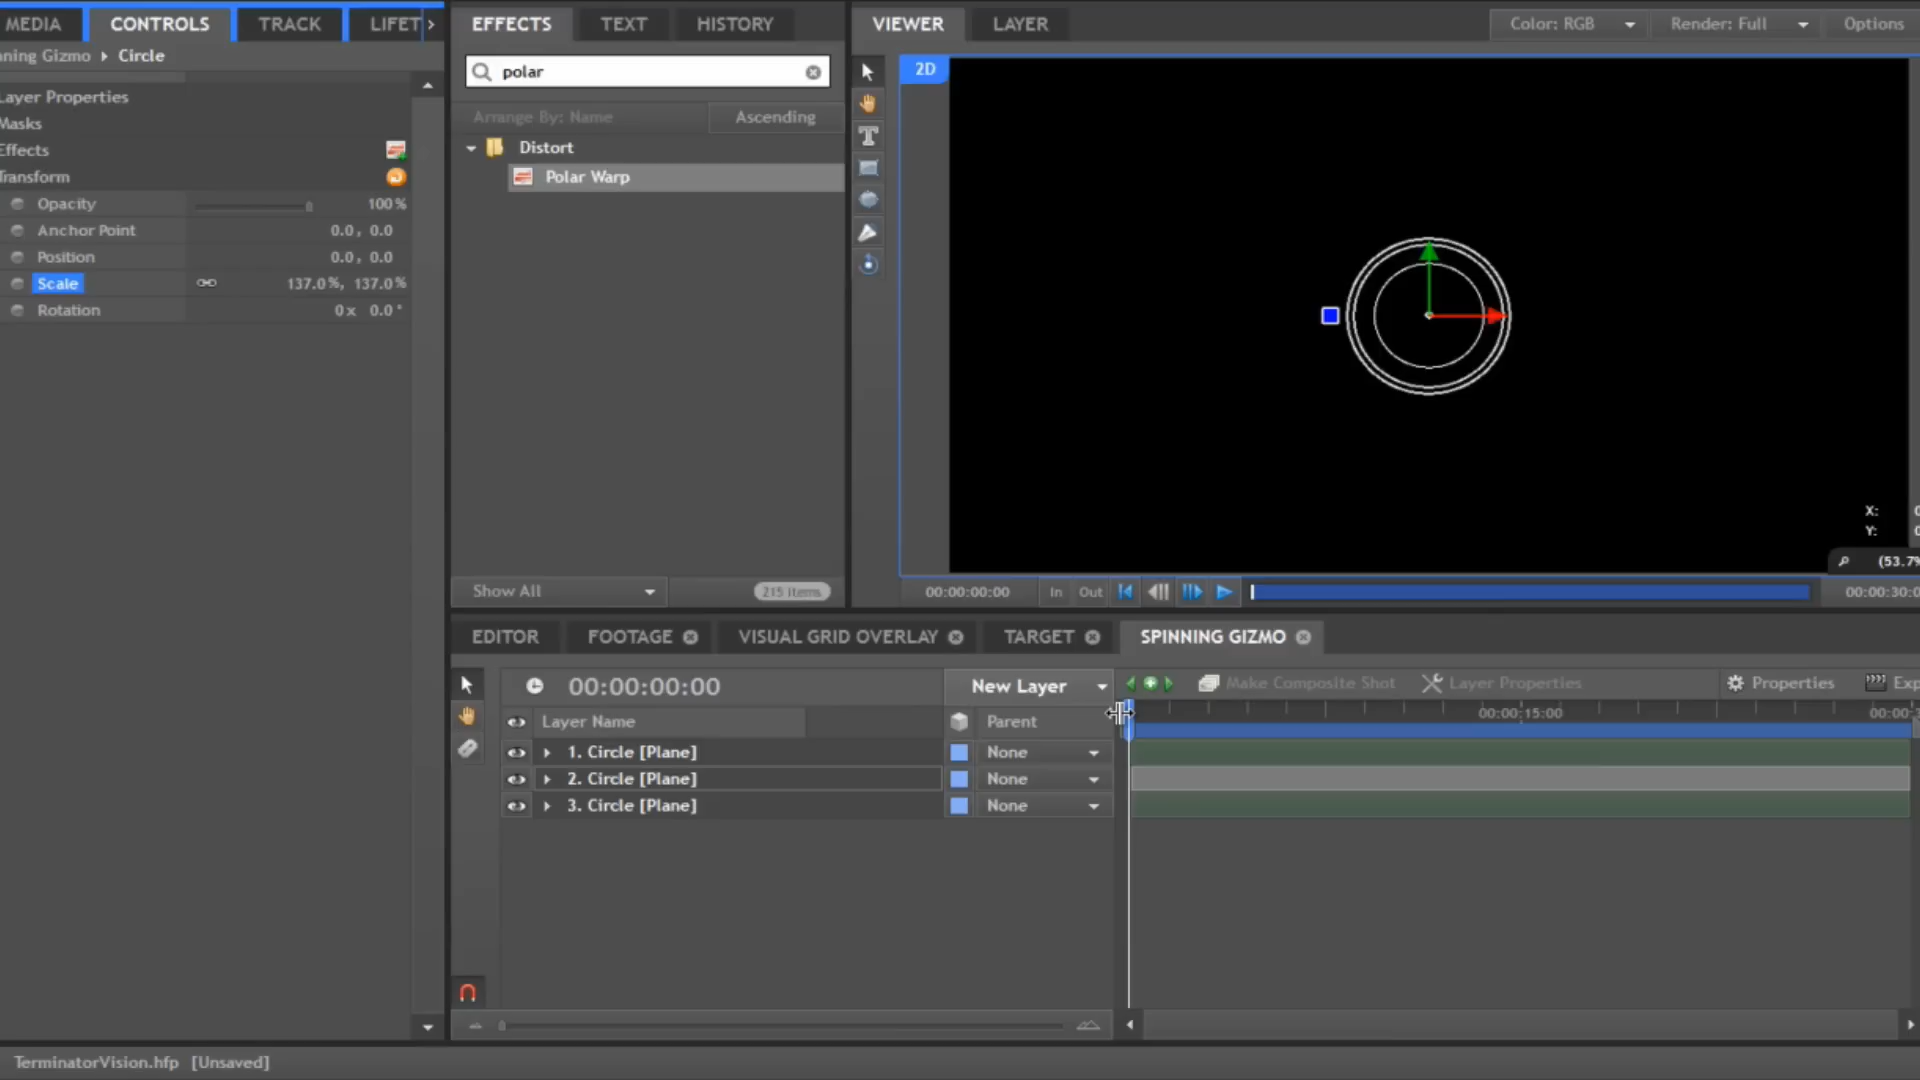 MEDIA
CONTROLS
TRACK
LIFET
ning Gizmo
Circle
Layer Properties
Masks
Effects
Transform
Opacity
100%
Anchor Point
0.0, 0.0
Position
0.0, 0.0
Scale
137.0%, 137.0%
Rotation
0x 0.0°
EFFECTS
TEXT
HISTORY
polar
Arrange By: Name
Ascending
Distort
Polar Warp
Show All
215 Items
VIEWER
LAYER
Color: RGB
Render: Full
Options
2D
X:
Y:
(53.7%
00:00:00:00
In
Out
00:00:30:0
EDITOR
FOOTAGE
VISUAL GRID OVERLAY
TARGET
SPINNING GIZMO
00:00:00:00
New Layer
Make Composite Shot
Layer Properties
Properties
Exp
Layer Name
Parent
00:00:15:00
00:00:
1. Circle [Plane]
None
2. Circle [Plane]
None
3. Circle [Plane]
None
TerminatorVision.hfp [Unsaved]